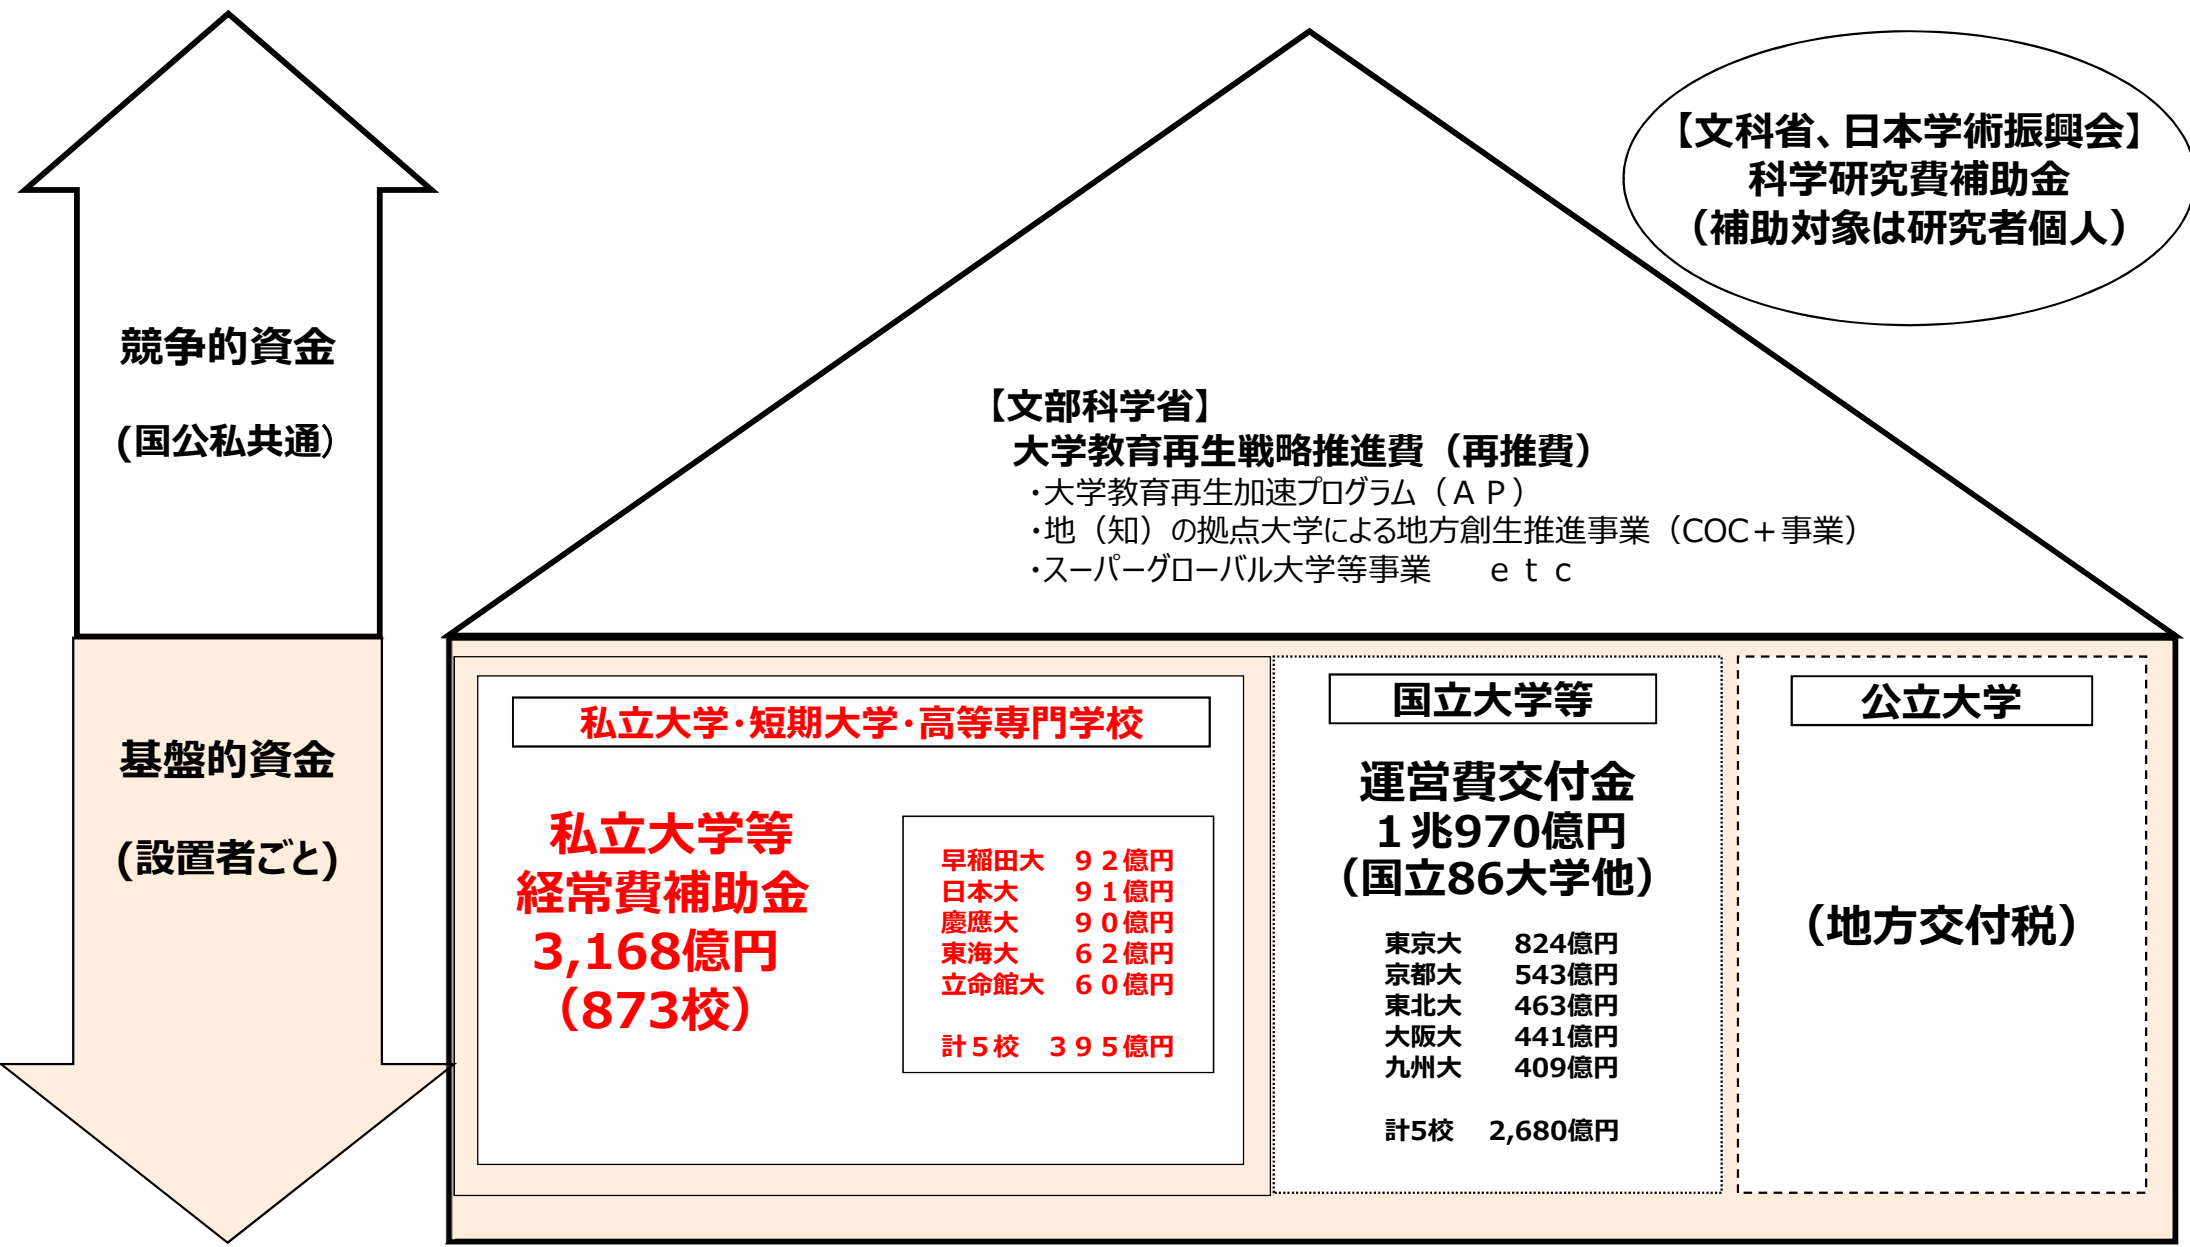 【文科省、日本学術振興会】
科学研究費補助金
（補助対象は研究者個人）
競争的資金
(国公私共通）
【文部科学省】
大学教育再生戦略推進費（再推費）
・大学教育再生加速プログラム（ＡＰ）
・地（知）の拠点大学による地方創生推進事業（COC＋事業）
・スーパーグローバル大学等事業　　ｅｔｃ
基盤的資金
(設置者ごと)
私立大学・短期大学・高等専門学校
私立大学等
経常費補助金
3,168億円
（873校）
早稲田大　９２億円
日本大　９１億円
慶應大　９０億円
東海大　６２億円
立命館大　６０億円
計５校　３９５億円
国立大学等
運営費交付金
１兆970億円
（国立86大学他）
東京大　824億円
京都大　543億円
東北大　463億円
大阪大　441億円
九州大　409億円
計5校　2,680億円
公立大学
（地方交付税）